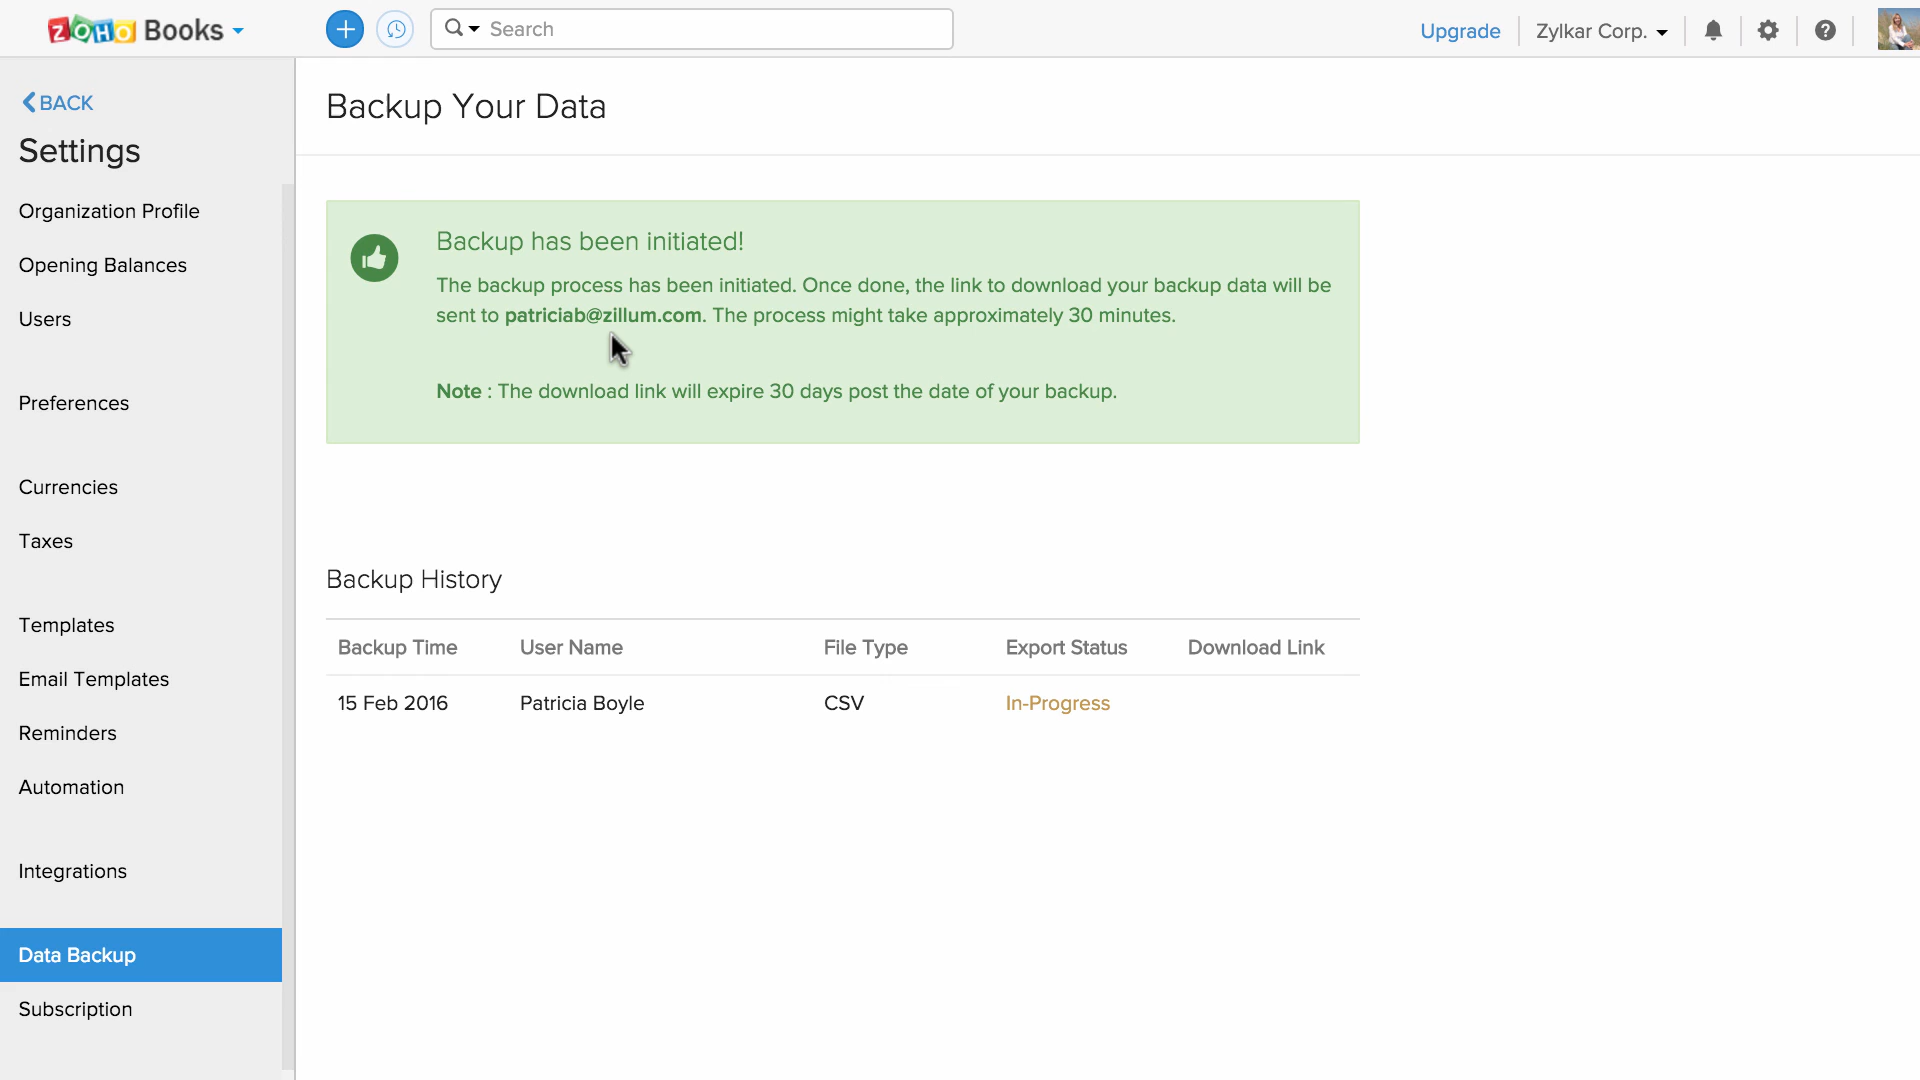 ZOHO Books
Search
Upgrade
Zylkar Corp.
BACK
Settings
Organization Profile
Opening Balances
Users
Preferences
Currencies
Taxes
Templates
Email Templates
Reminders
Automation
Integrations
Data Backup
Subscription
Backup Your Data
Backup has been initiated!
The backup process has been initiated. Once done, the link to download your backup data will be
sent to patriciab@zillum.com. The process might take approximately 30 minutes.
Note : The download link will expire 30 days post the date of your backup.
Backup History
Backup Time User Name File Type Export Status Download Link
15 Feb 2016 Patricia Boyle CSV In-Progress